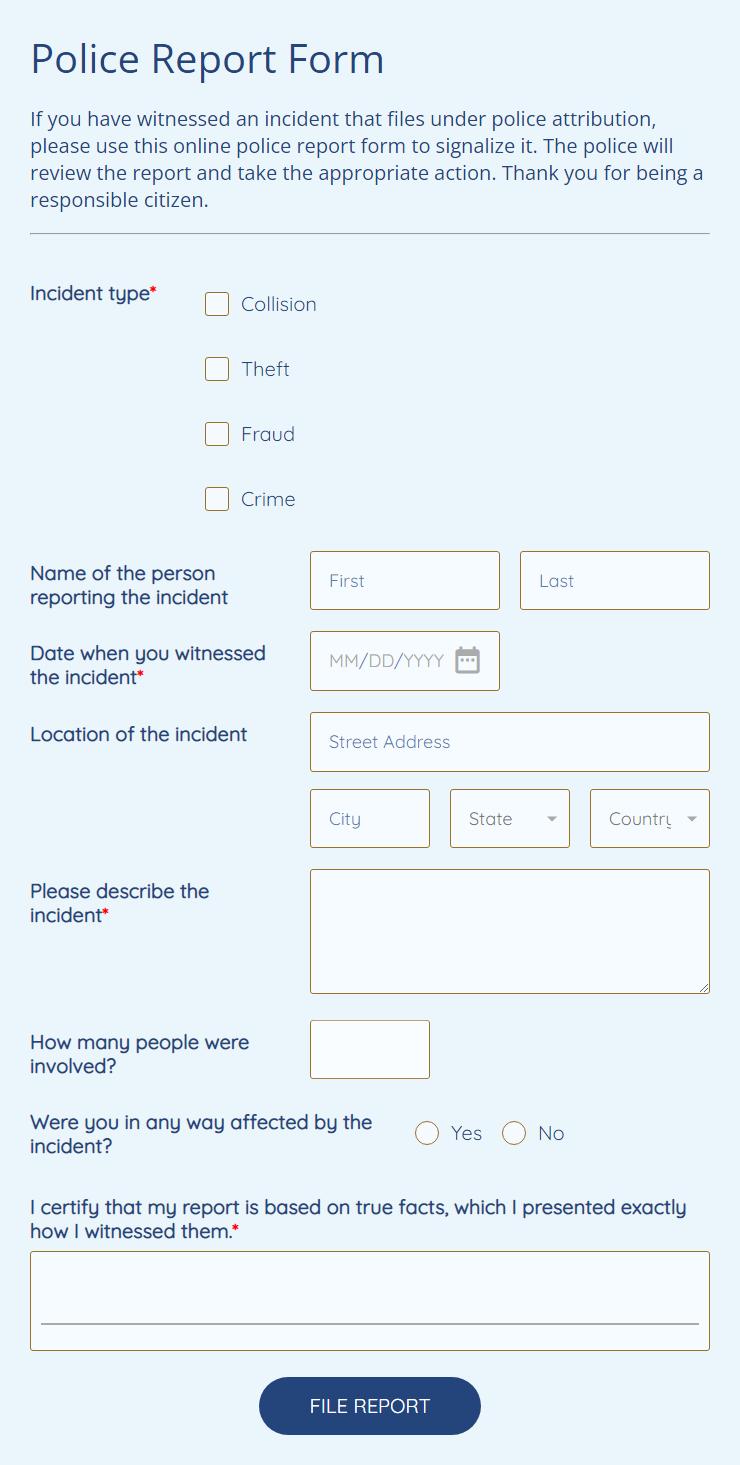 Police Report Form
If you have witnessed an incident that files under police attribution,
please use this online police report form to signalize it. The police will
review the report and take the appropriate action. Thank you for being a
responsible citizen.
Incident type*
Collision
Theft
Fraud
Crime
Name of the person
reporting the incident
First Last
Date when you witnessed
the incident*
MM/DD/YYYY
Location of the incident
Street Address
City State Country
Please describe the
incident*
How many people were
involved?
Were you in any way affected by the
incident?
Yes No
I certify that my report is based on true facts, which I presented exactly
how I witnessed them.*
FILE REPORT